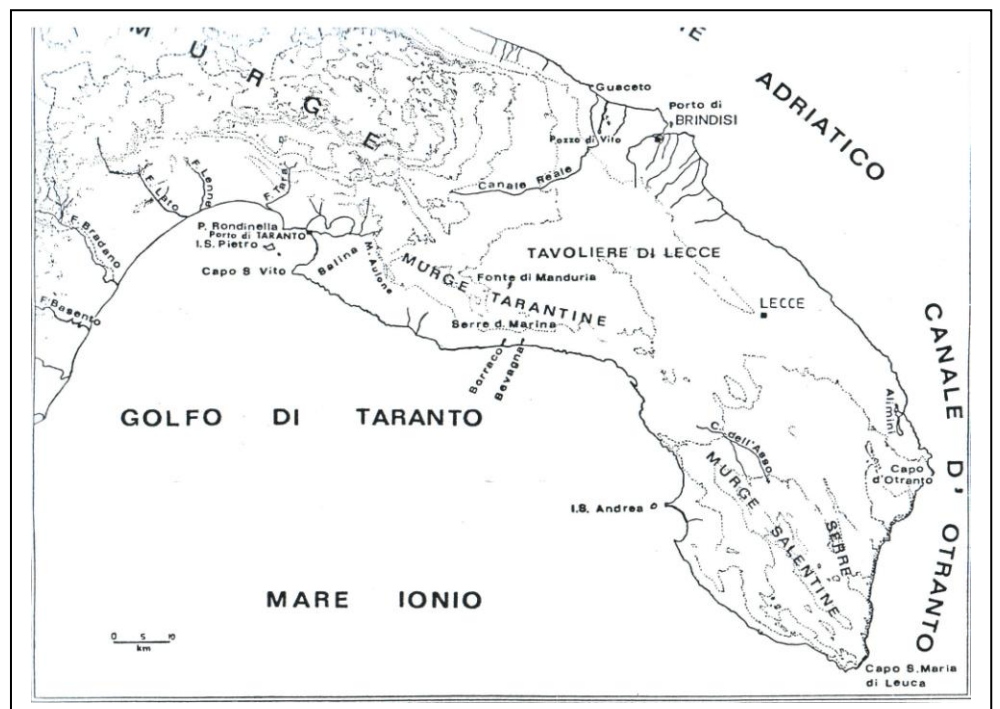 MURGE
ADRIATICO
Guaceto
Porto di
BRINDISI
Pozzo di Vito
Canale Reale
F. Lato
F. Lenne
F. Tara
F. Bradano
F. Basento
P. Rondinella
Porto di TARANTO
I.S. Pietro
Capo S Vito
Salina
M. Aulone
MURGE TARANTINE
Fonte di Manduria
TAVOLIERE DI LECCE
LECCE
Serre d. Marina
Borraco
Bevagna
GOLFO DI TARANTO
CANALE D' OTRANTO
Alimini
C. dell'Asso
Capo
d'Otranto
MURGE SALENTINE
SERRE
I.S. Andrea
MARE IONIO
0 5 10
km
Capo S. Maria
di Leuca